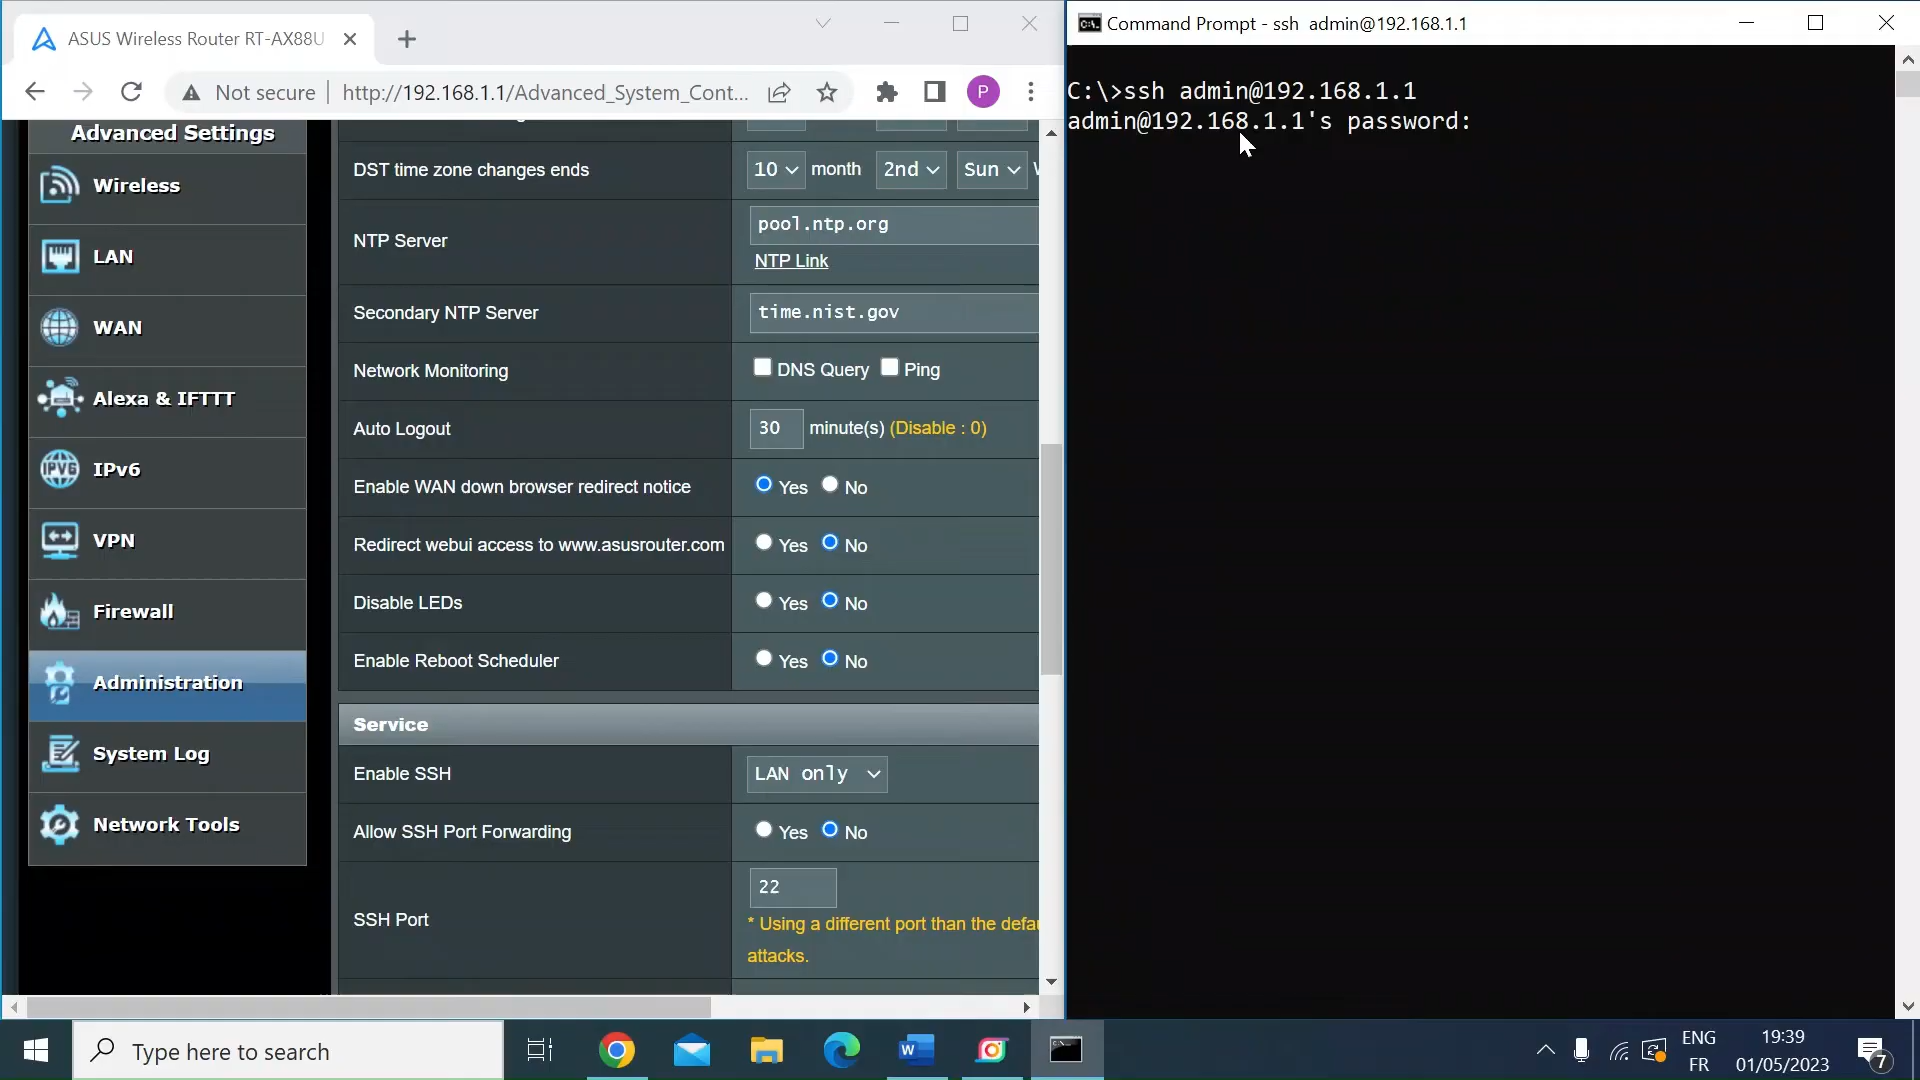 ASUS Wireless Router RT-AX88U
Not secure
http://192.168.1.1/Advanced_System_Cont...
P
Advanced Settings
Wireless
LAN
WAN
Alexa & IFTTT
IPv6
VPN
Firewall
Administration
System Log
Network Tools
DST time zone changes ends
10 month 2nd Sun
NTP Server
pool.ntp.org
NTP Link
Secondary NTP Server
time.nist.gov
Network Monitoring
DNS Query Ping
Auto Logout
30 minute(s) (Disable : 0)
Enable WAN down browser redirect notice
Yes No
Redirect webui access to www.asusrouter.com
Yes No
Disable LEDs
Yes No
Enable Reboot Scheduler
Yes No
Service
Enable SSH
LAN only
Allow SSH Port Forwarding
Yes No
SSH Port
22
* Using a different port than the defau
attacks.
Command Prompt - ssh admin@192.168.1.1
C:\>ssh admin@192.168.1.1
admin@192.168.1.1's password:
Type here to search
ENG
FR
19:39
01/05/2023
7